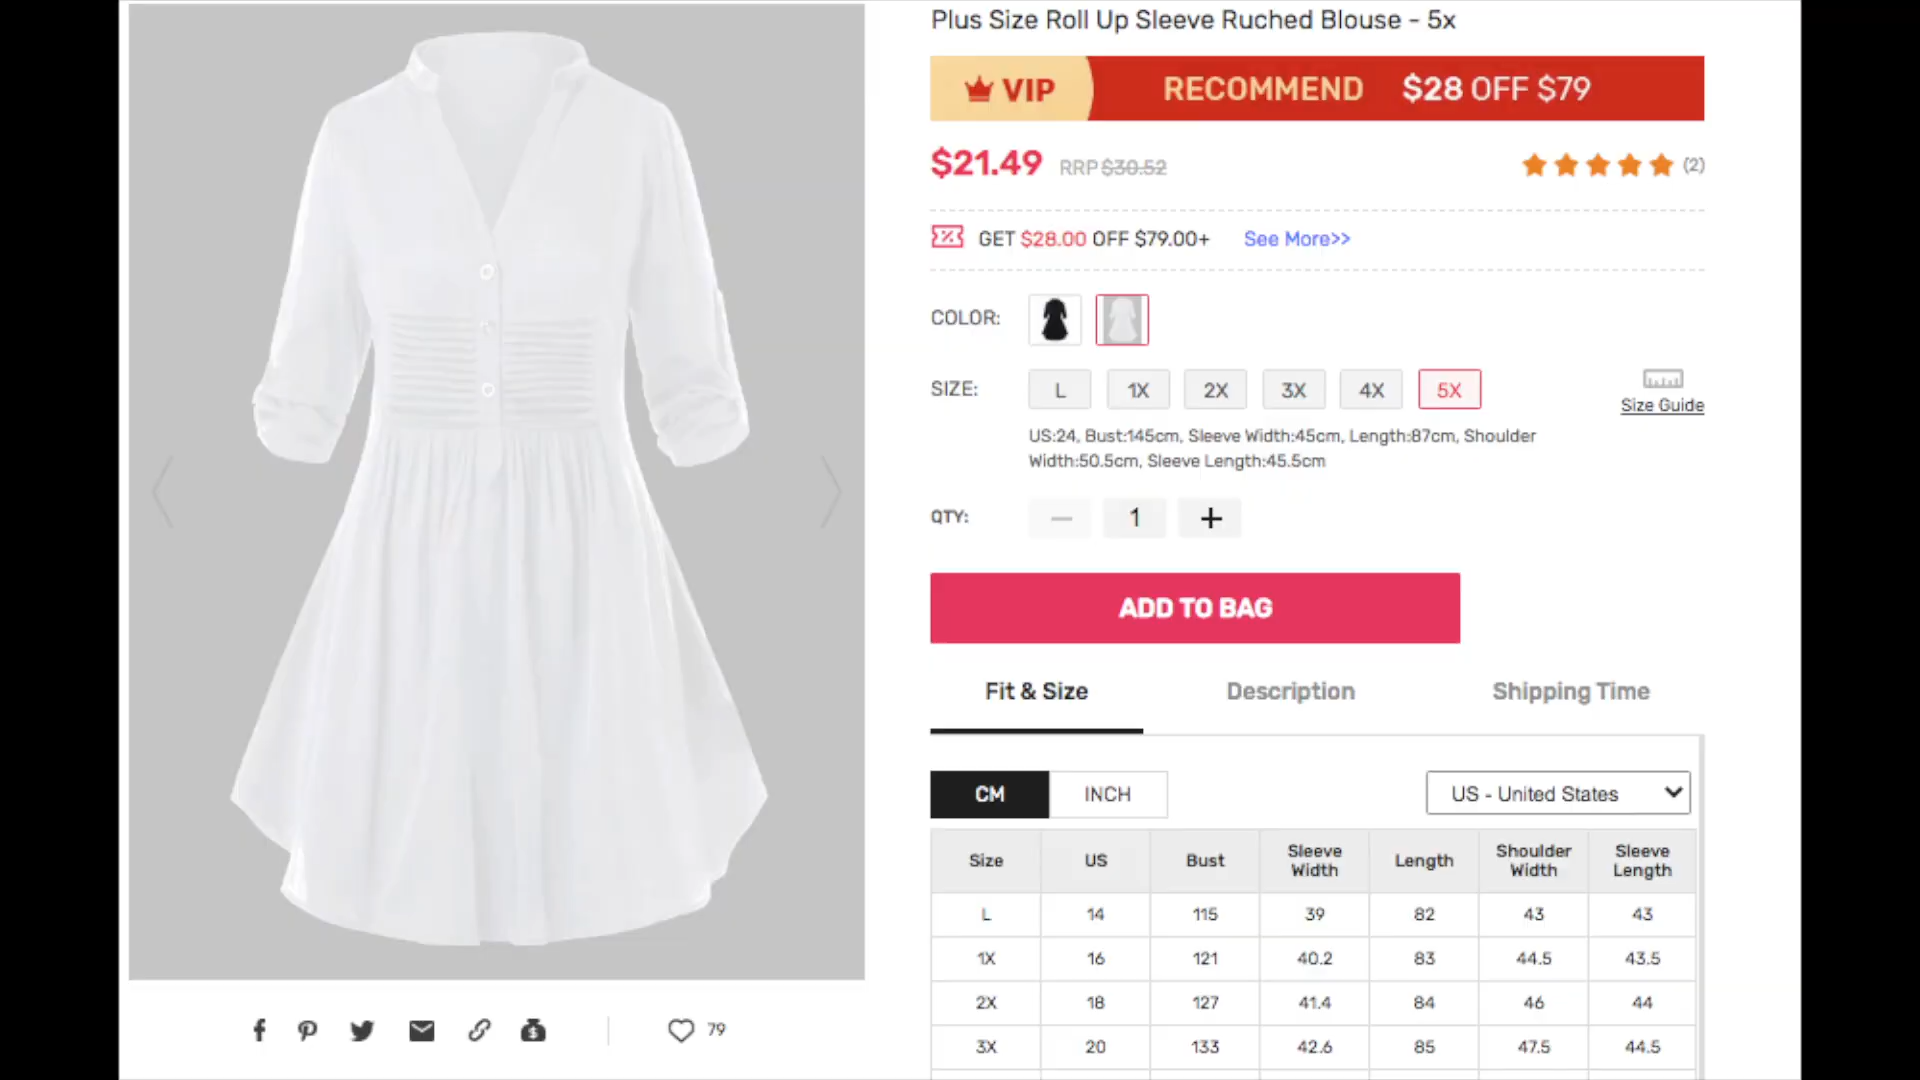 Plus Size Roll Up Sleeve Ruched Blouse - 5x
VIP RECOMMEND $28 OFF $79
$21.49 RRP $30.52 (2)
GET $28.00 OFF $79.00+ See More>>
COLOR:
SIZE: L 1X 2X 3X 4X 5X
Size Guide
US:24, Bust:145cm, Sleeve Width:45cm, Length:87cm, Shoulder
Width:50.5cm, Sleeve Length:45.5cm
QTY: — 1 +
ADD TO BAG
Fit & Size Description Shipping Time
CM INCH US - United States
Size US Bust Sleeve Width Length Shoulder Width Sleeve Length
L 14 115 39 82 43 43
1X 16 121 40.2 83 44.5 43.5
2X 18 127 41.4 84 46 44
3X 20 133 42.6 85 47.5 44.5
79